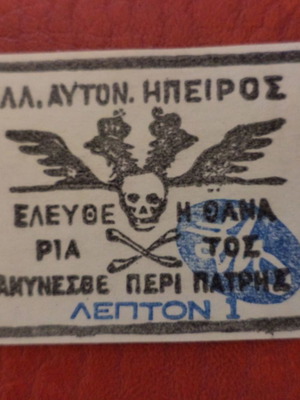 ΛΛ. ΑΥΤΟΝ. ΗΠΕΙΡΟΣ
ΕΛΕΥΘΕ Η ΘΑΝΑ
ΡΙΑ ΤΟΣ
ΑΜΥΝΕΣΘΕ ΠΕΡΙ ΠΑΤΡΗΣ
ΛΕΠΤΟΝ 1